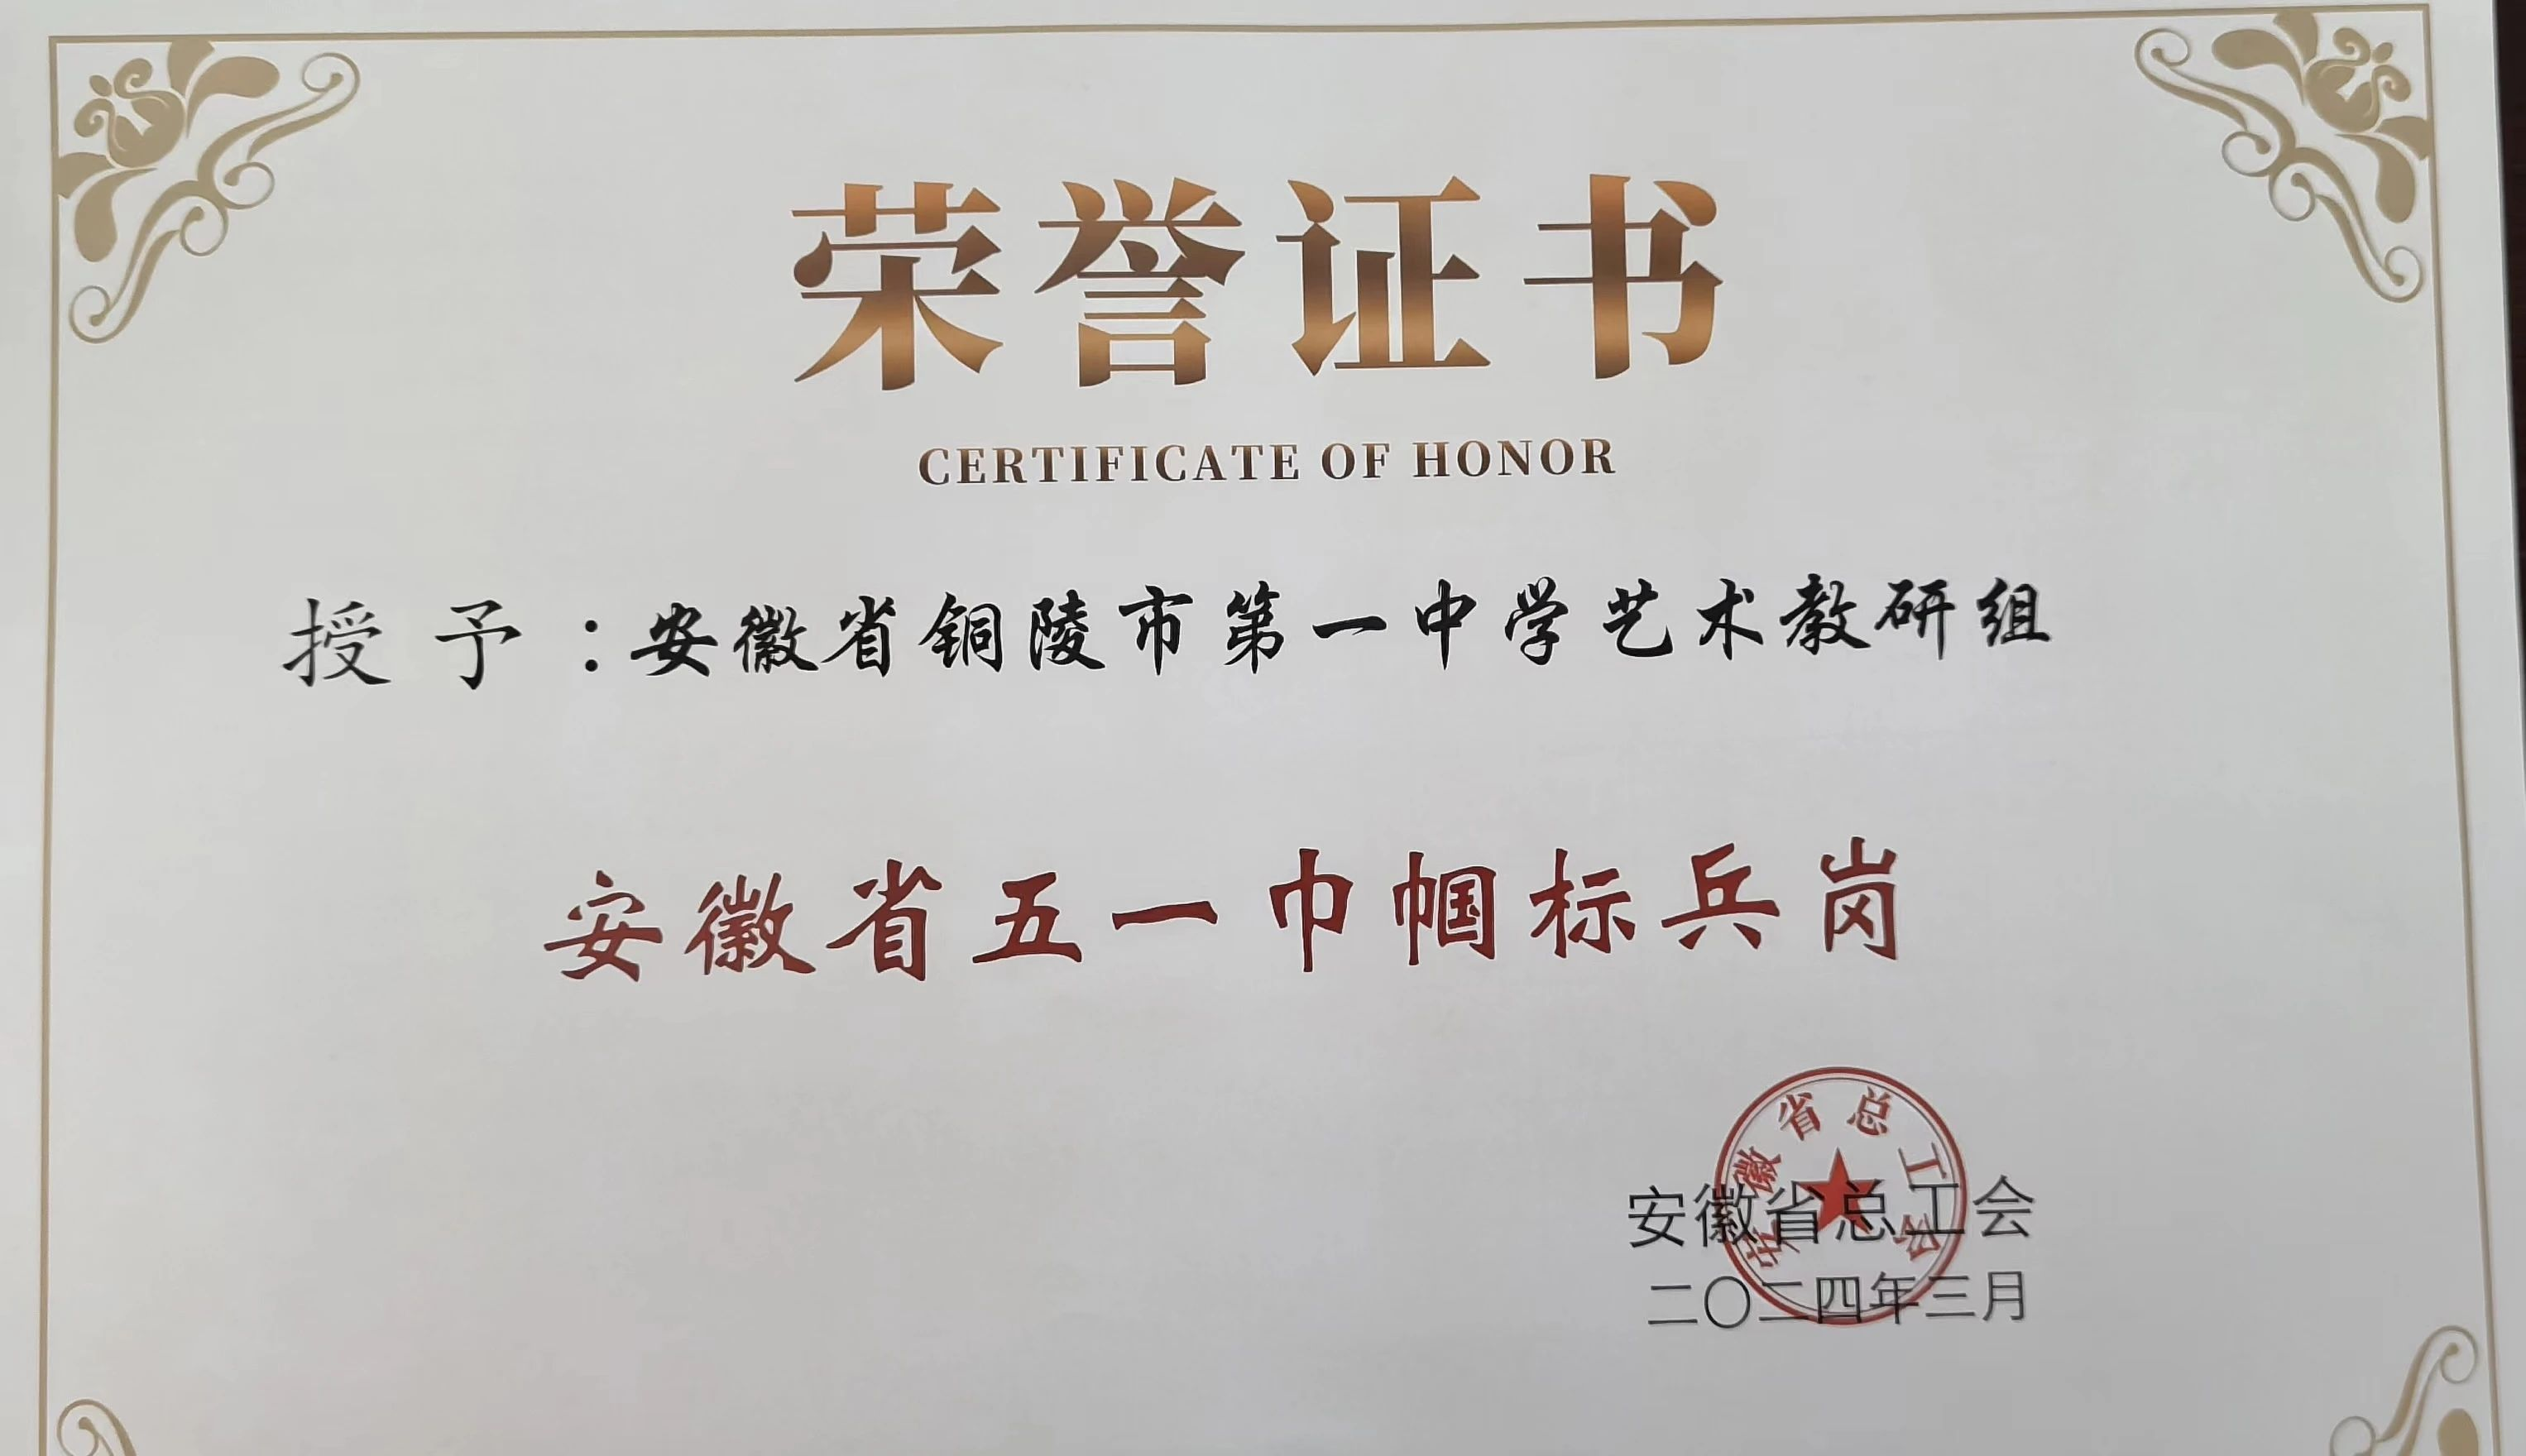 荣誉证书
CERTIFICATE OF HONOR
授予：安徽省铜陵市第一中学艺术教研组
安徽省五一巾帼标兵岗
安徽省总工会
安徽省总工会
二〇二四年三月